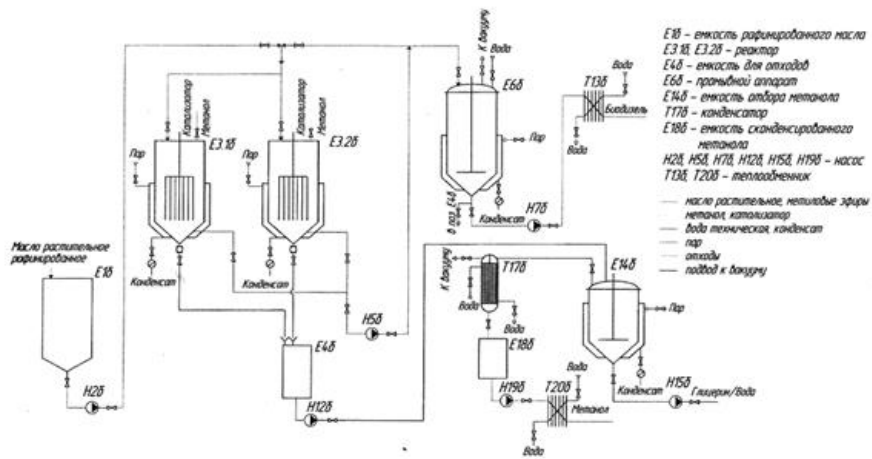 К вакууму
Вода
Е6б
Т13б
Вода
Биодизель
Вода
Пар
Конденсат
Н7б
в поз. Е4б
Катализатор
Метанол
Е3.1б
Пар
Конденсат
Катализатор
Метанол
Е3.2б
Пар
Конденсат
Масло растительное
рафинированное
Е1б
Н2б
Н5б
Е4б
Н12б
К вакууму
Т17б
Вода
Вода
Е18б
Н19б
Т20б
Вода
Метанол
Вода
Е14б
Пар
Конденсат
Н15б
Глицерин/Вода
Е1б – емкость рафинированного масла
Е3.1б, Е3.2б – реактор
Е4б – емкость для отходов
Е6б – промывной аппарат
Е14б – емкость отбора метанола
Т17б – конденсатор
Е18б – емкость сконденсированного
метанола
Н2б, Н5б, Н7б, Н12б, Н15б, Н19б – насос
Т13б, Т20б – теплообменник
масло растительное, метиловые эфиры
метанол, катализатор
вода техническая, конденсат
пар
отходы
подвод к вакууму